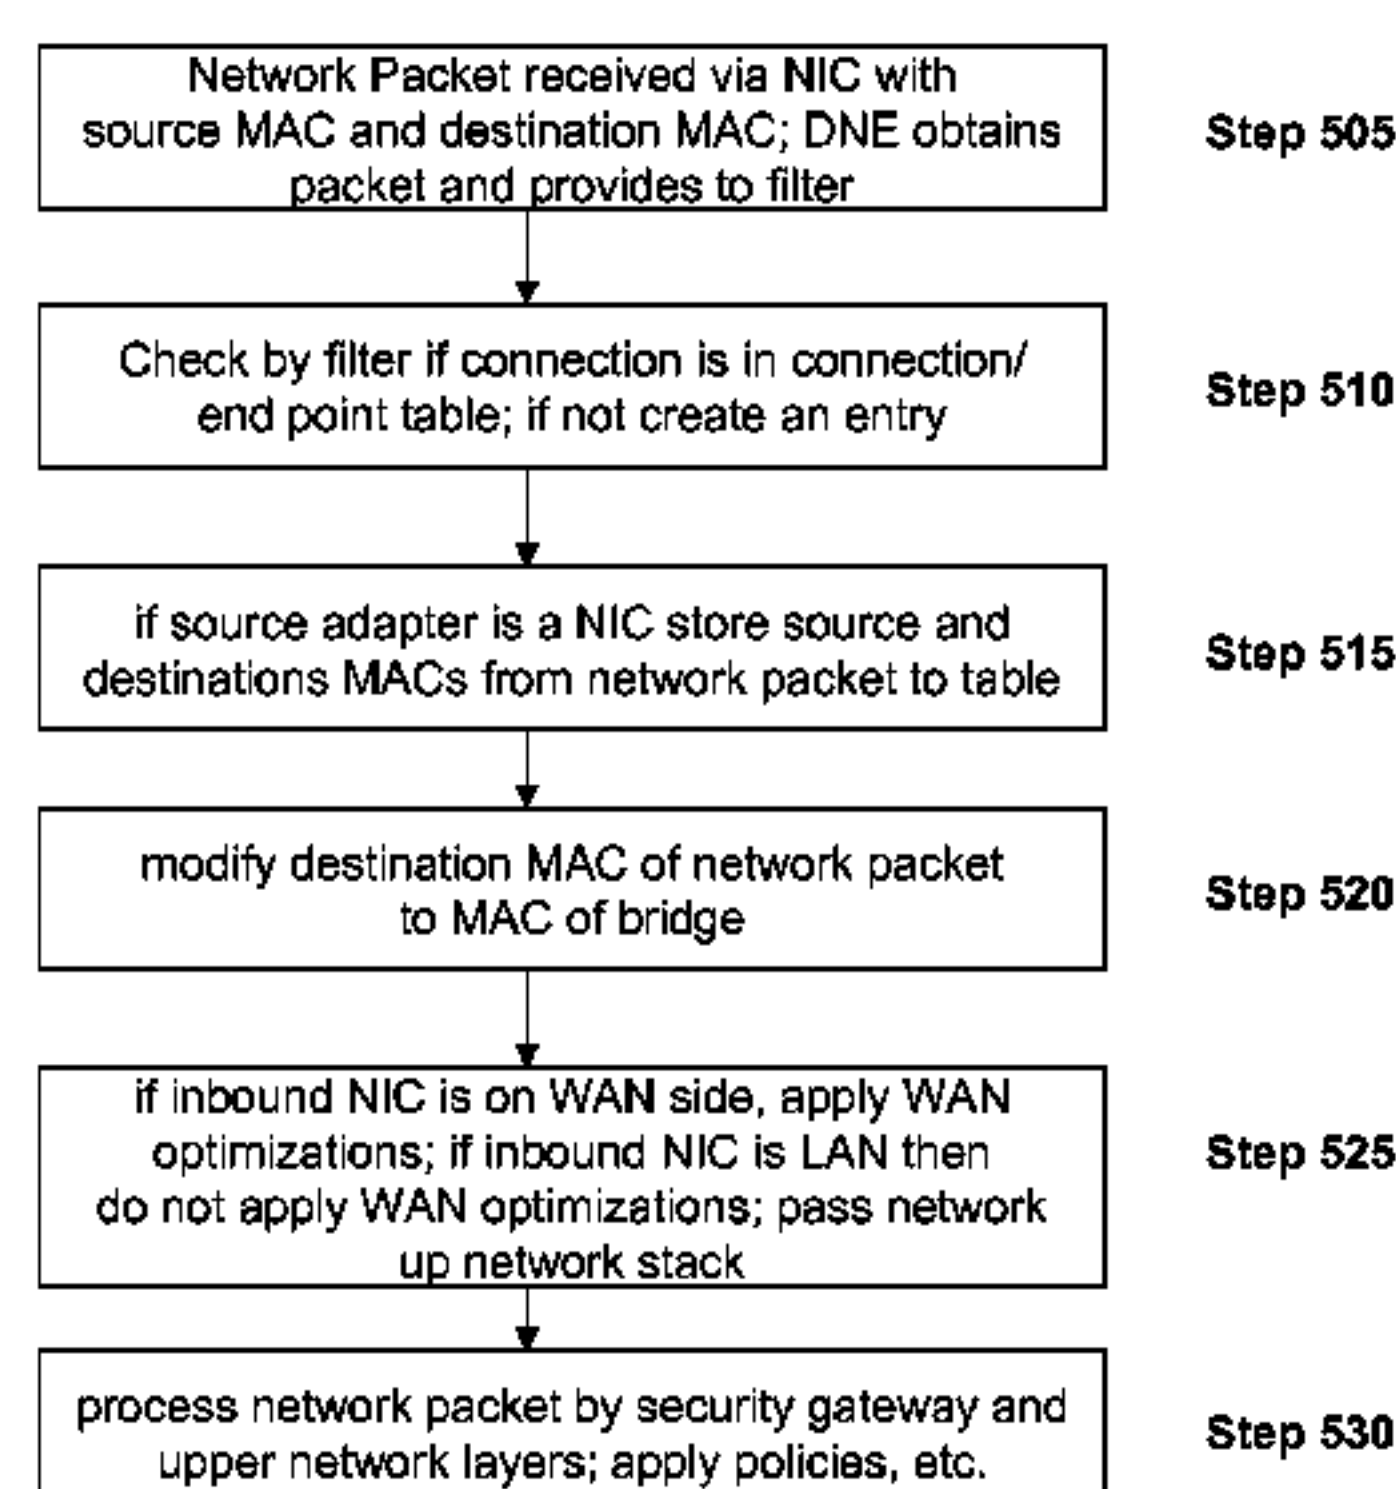 Network Packet received via NIC with
source MAC and destination MAC; DNE obtains
packet and provides to filter
Step 505
Check by filter if connection is in connection/
end point table; if not create an entry
Step 510
if source adapter is a NIC store source and
destinations MACs from network packet to table
Step 515
modify destination MAC of network packet
to MAC of bridge
Step 520
if inbound NIC is on WAN side, apply WAN
optimizations; if inbound NIC is LAN then
do not apply WAN optimizations; pass network
up network stack
Step 525
process network packet by security gateway and
upper network layers; apply policies, etc.
Step 530